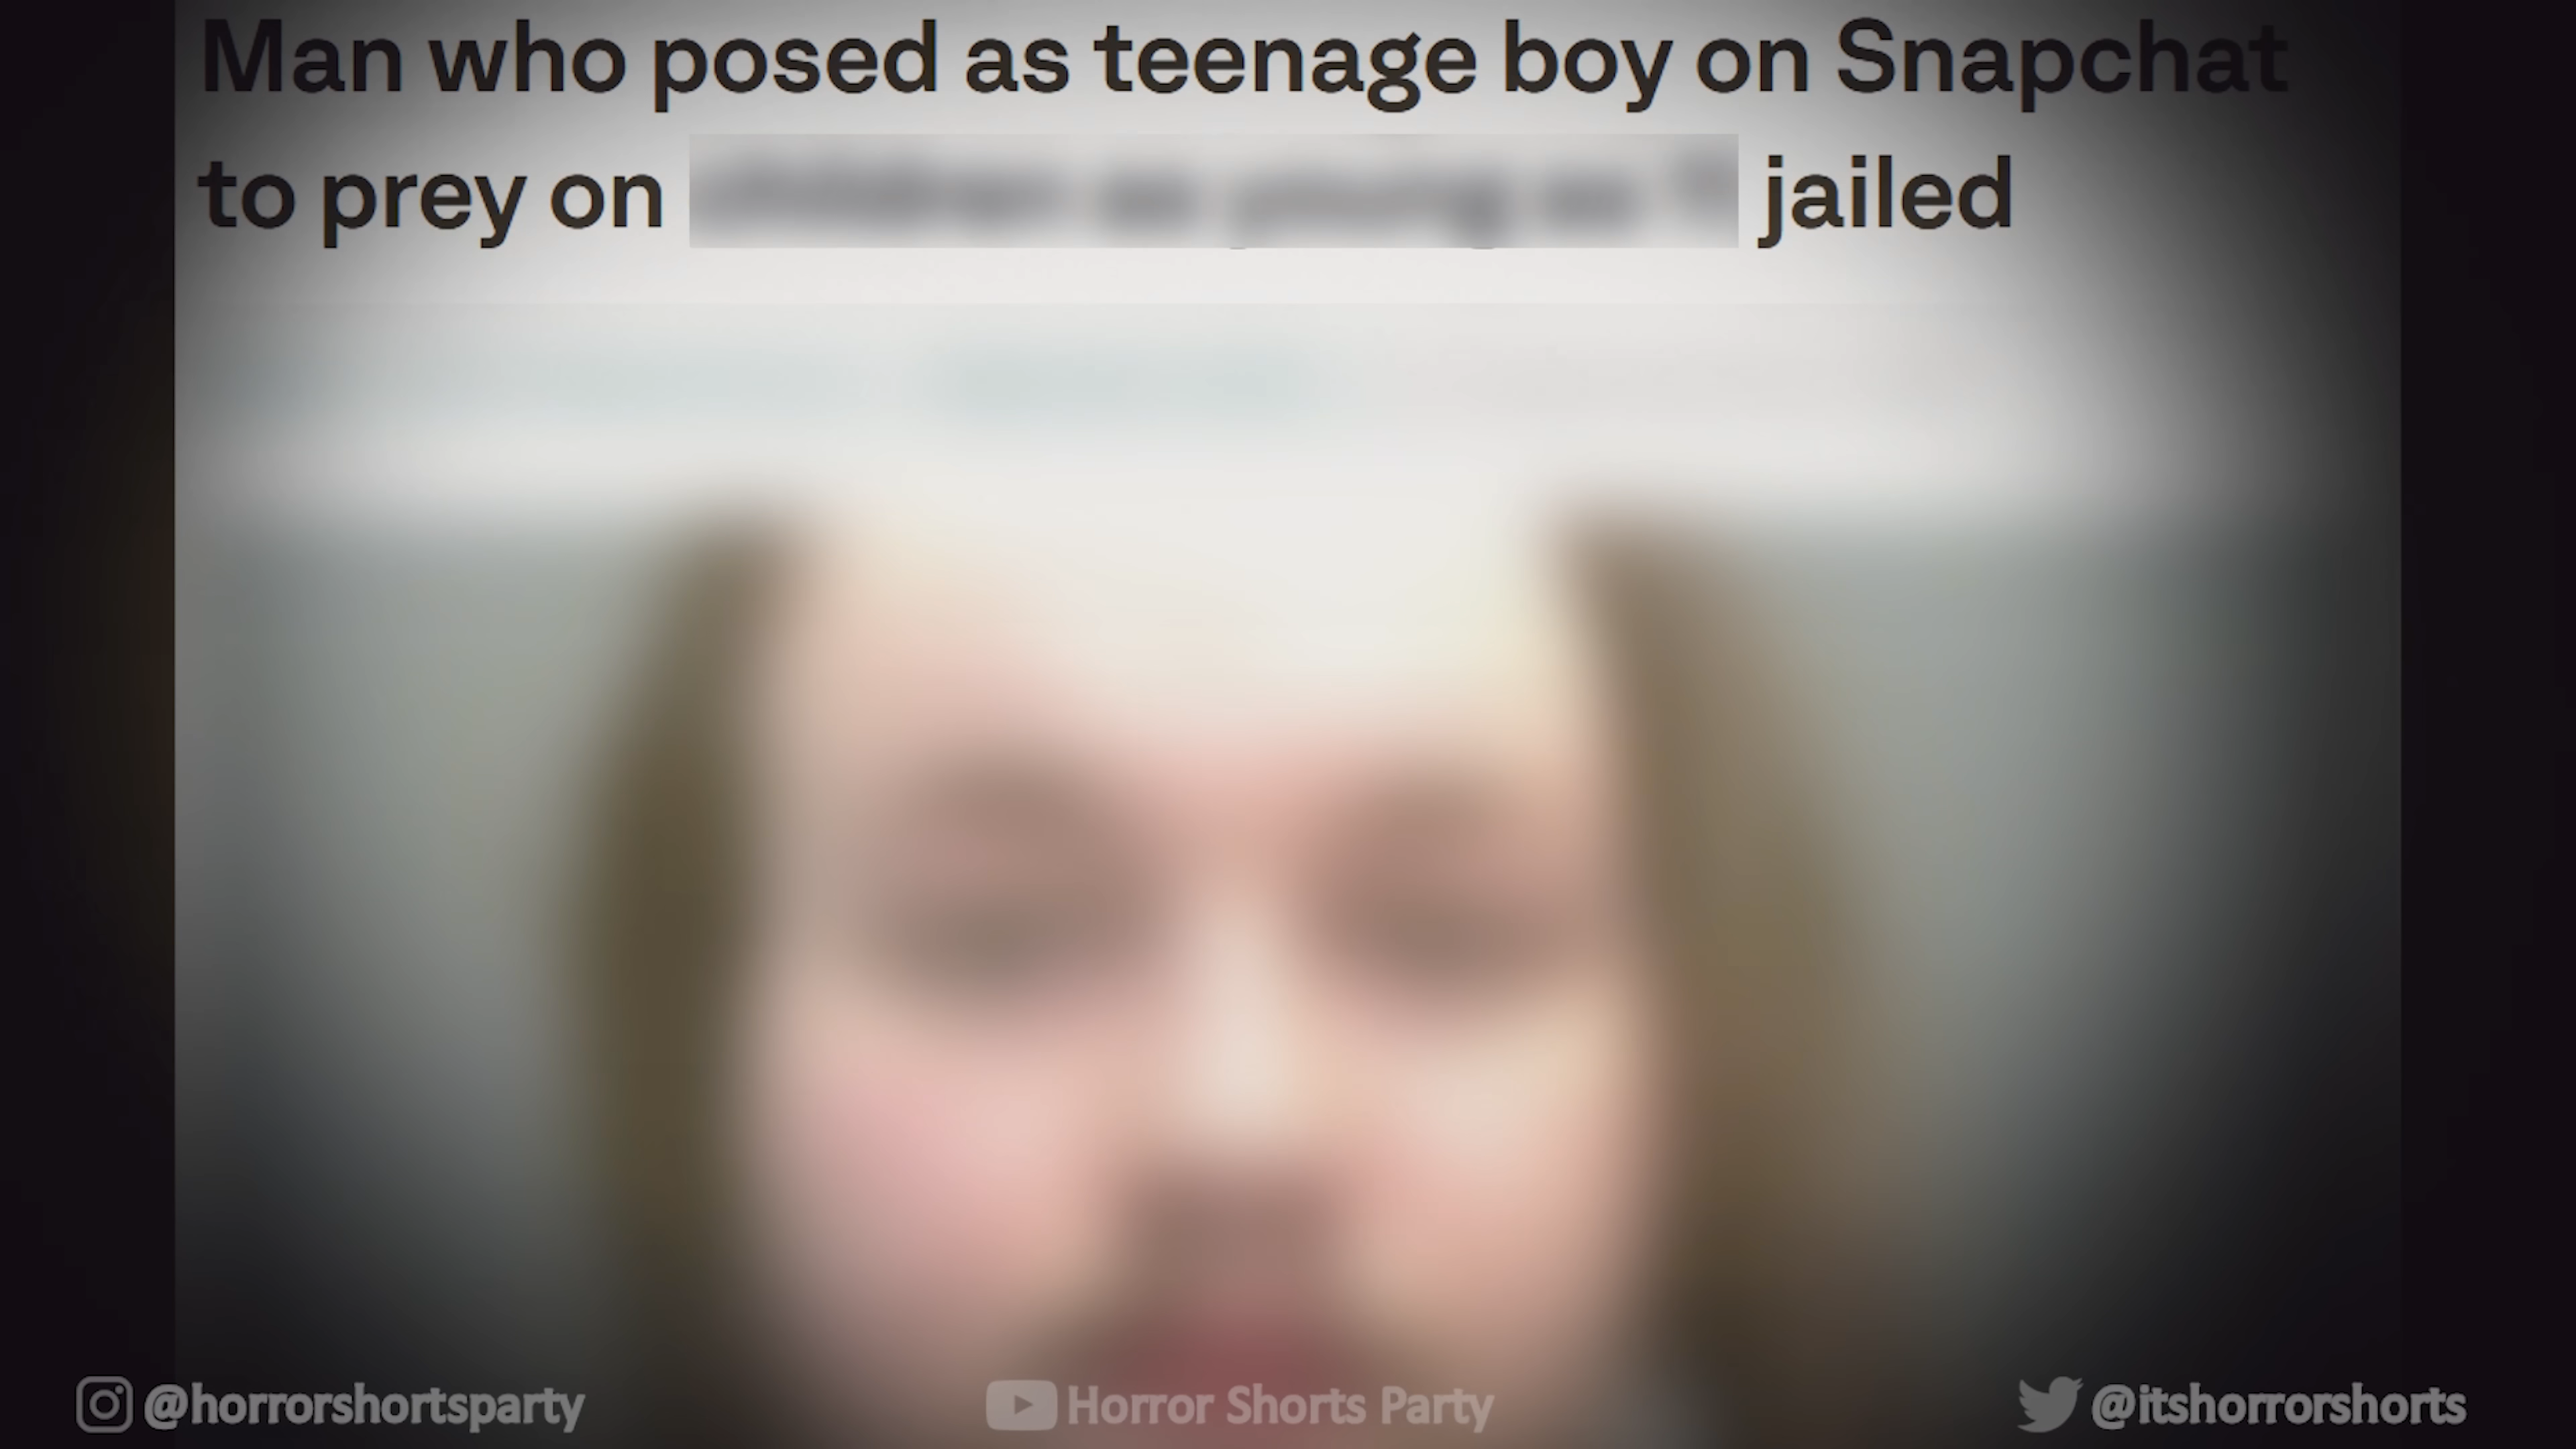 Man who posed as teenage boy on Snapchat
to prey on jailed
@horrorshortsparty
Horror Shorts Party
@itshorrorshorts